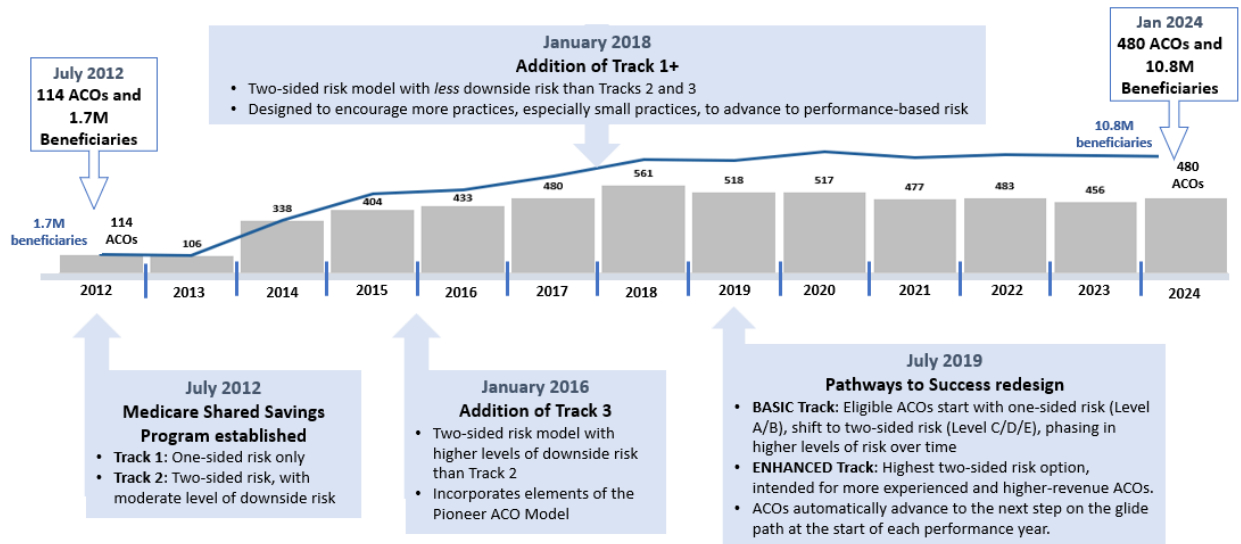 January 2018
Addition of Track 1+
• Two-sided risk model with less downside risk than Tracks 2 and 3
• Designed to encourage more practices, especially small practices, to advance to performance-based risk
July 2012
114 ACOs and
1.7M
Beneficiaries
Jan 2024
480 ACOs and
10.8M
Beneficiaries
10.8M
beneficiaries
480
ACOs
1.7M
beneficiaries
114
ACOs
106
338
404
433
480
561
518
517
477
483
456
2012
2013
2014
2015
2016
2017
2018
2019
2020
2021
2022
2023
2024
July 2012
Medicare Shared Savings
Program established
• Track 1: One-sided risk only
• Track 2: Two-sided risk, with
moderate level of downside risk
January 2016
Addition of Track 3
• Two-sided risk model with
higher levels of downside risk
than Track 2
• Incorporates elements of the
Pioneer ACO Model
July 2019
Pathways to Success redesign
• BASIC Track: Eligible ACOs start with one-sided risk (Level
A/B), shift to two-sided risk (Level C/D/E), phasing in
higher levels of risk over time
• ENHANCED Track: Highest two-sided risk option,
intended for more experienced and higher-revenue ACOs.
• ACOs automatically advance to the next step on the glide
path at the start of each performance year.